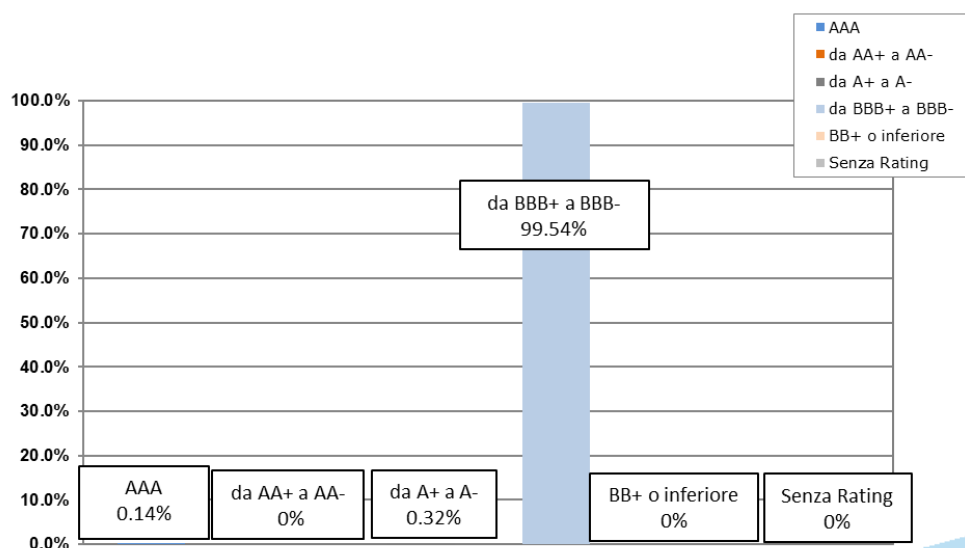 AAA
da AA+ a AA-
da A+ a A-
da BBB+ a BBB-
BB+ o inferiore
Senza Rating
100.0%
90.0%
80.0%
70.0%
60.0%
50.0%
40.0%
30.0%
20.0%
10.0%
0.0%
da BBB+ a BBB-
99.54%
AAA
0.14%
da AA+ a AA-
0%
da A+ a A-
0.32%
BB+ o inferiore
0%
Senza Rating
0%